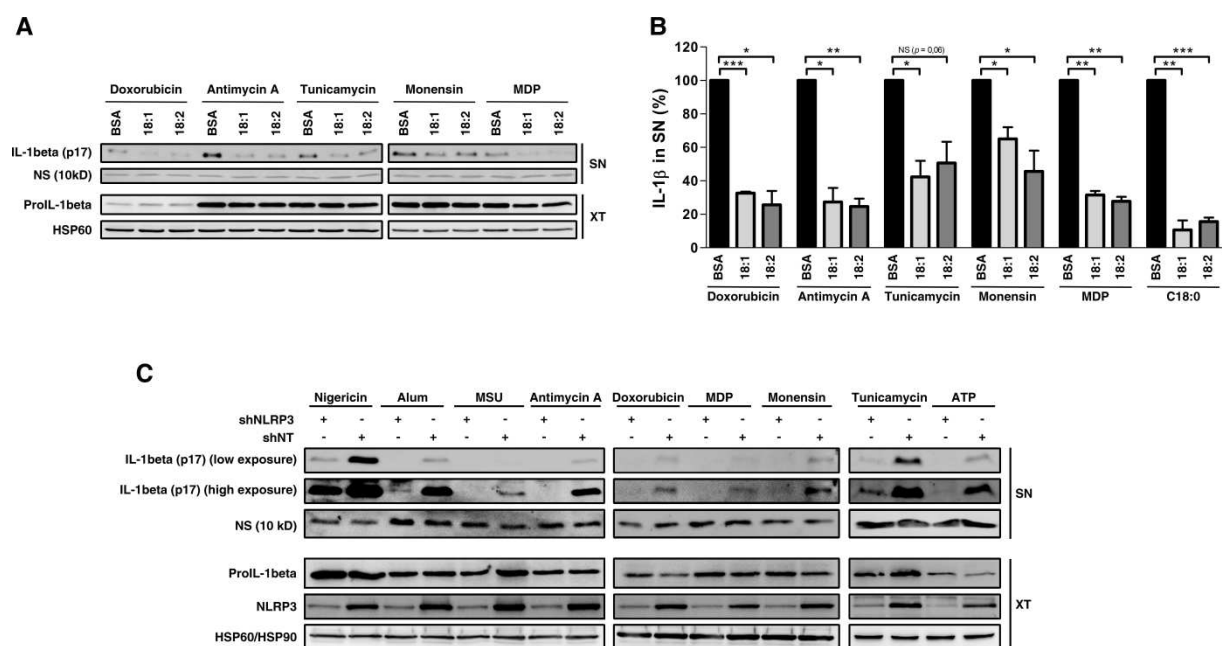 A
Doxorubicin Antimycin A Tunicamycin Monensin MDP
BSA 18:1 18:2 BSA 18:1 18:2 BSA 18:1 18:2 BSA 18:1 18:2 BSA 18:1 18:2
IL-1beta (p17)
NS (10kD)
SN
ProIL-1beta
HSP60
XT
B
IL-1β in SN (%)
120
100
80
60
40
20
0
*** *
* **
* NS (p = 0,06)
* *
** **
** ***
BSA 18:1 18:2 BSA 18:1 18:2 BSA 18:1 18:2 BSA 18:1 18:2 BSA 18:1 18:2 BSA 18:1 18:2
Doxorubicin Antimycin A Tunicamycin Monensin MDP C18:0
C
Nigericin Alum MSU Antimycin A Doxorubicin MDP Monensin Tunicamycin ATP
shNLRP3 + - + - + - + - + - + - + - + - + -
shNT - + - + - + - + - + - + - + - + - +
IL-1beta (p17) (low exposure)
IL-1beta (p17) (high exposure)
SN
NS (10 kD)
ProIL-1beta
NLRP3
XT
HSP60/HSP90